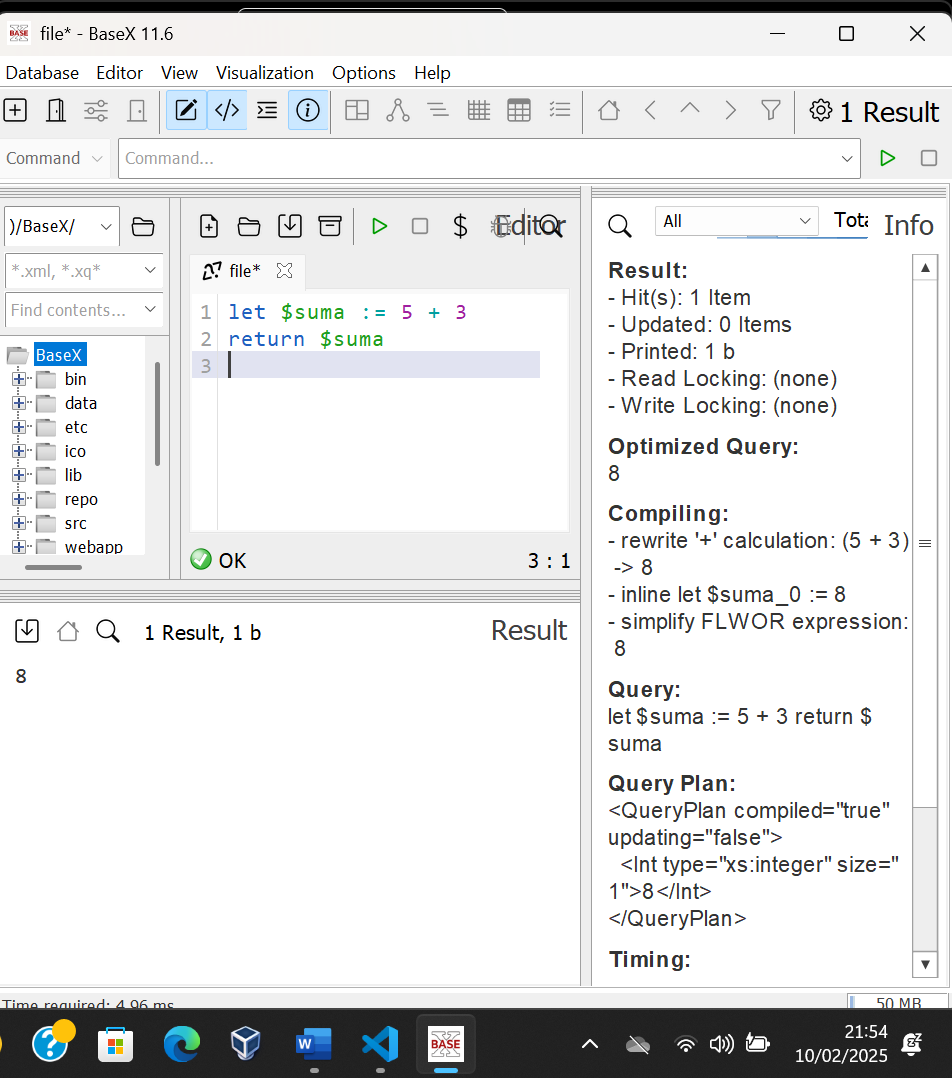 file* - BaseX 11.6
Database Editor View Visualization Options Help
1 Result
Command
Command...
)/BaseX/
*.xml, *.xq*
Find contents...
BaseX
bin
data
etc
ico
lib
repo
src
webapp
Editor
file*
1 let $suma := 5 + 3
2 return $suma
3
OK 3 : 1
1 Result, 1 b Result
8
All Tota Info
Result:
- Hit(s): 1 Item
- Updated: 0 Items
- Printed: 1 b
- Read Locking: (none)
- Write Locking: (none)
Optimized Query:
8
Compiling:
- rewrite '+' calculation: (5 + 3)
-> 8
- inline let $suma_0 := 8
- simplify FLWOR expression:
8
Query:
let $suma := 5 + 3 return $
suma
Query Plan:
<QueryPlan compiled="true"
updating="false">
<Int type="xs:integer" size="
1">8</Int>
</QueryPlan>
Timing:
Time required: 4.96 ms
50 MB
BASE
21:54
10/02/2025